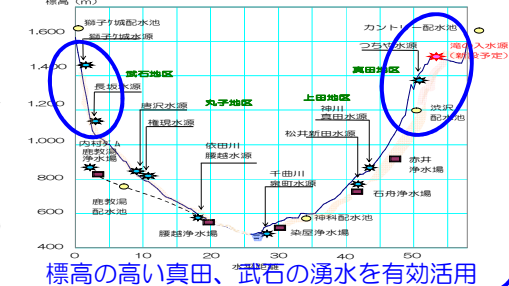 標高（m）
1.600
1.400
1.200
1.000
800
600
400
0
10
20
30
40
50
獅子ケ城配水池
獅子ケ城水源
武石地区
長坂水源
唐沢水源
権現水源
丸子地区
内村ダム
鹿教湯
浄水場
鹿教湯
配水池
依田川
腰越水源
腰越浄水場
千曲川
泉町水源
染屋浄水場
上田地区
神川
真田水源
松井新田水源
神科配水池
石舟浄水場
赤井
浄水場
カントリー配水池
つちや水源
真田地区
滝の入水源
（新設予定）
渋沢
配水池
標高の高い真田、武石の湧水を有効活用